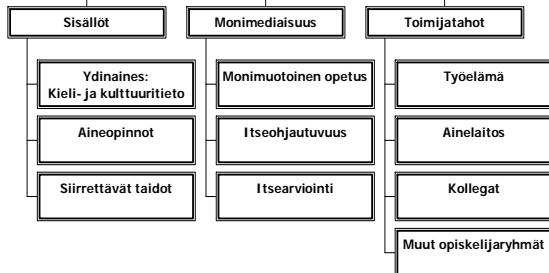 Sisällöt
Ydinaines:
Kieli- ja kulttuuritieto
Aineopinnot
Siirrettävät taidot
Monimediaisuus
Monimuotoinen opetus
Itseohjautuvuus
Itsearviointi
Toimijatahot
Työelämä
Ainelaitos
Kollegat
Muut opiskelijaryhmät